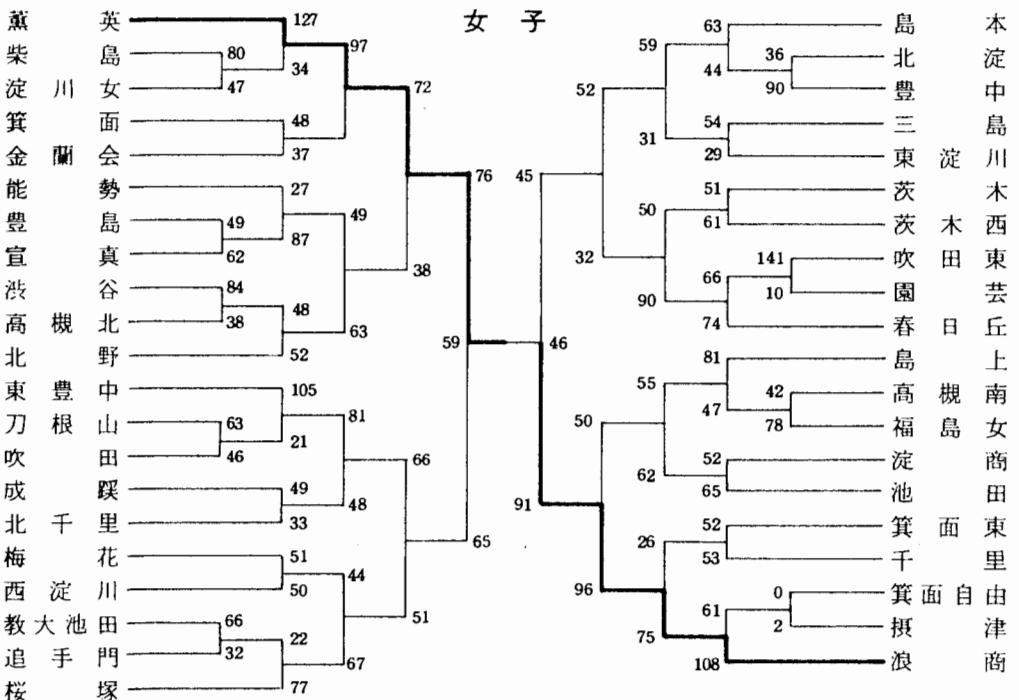 女子
薫英 127
97
柴島 80
34
72
淀川女 47
箕面 48
金蘭会 37
76
能勢 27
49
豊島 49
87
宣真 62
38
渋谷 84
48
高槻北 38
63
北野 52
59
東豊中 105
81
刀根山 63
21
吹田 46
66
成蹊 49
48
北千里 33
65
梅花 51
44
西淀川 50
51
教大池田 66
22
追手門 32
67
桜塚 77
63 島本
59
36 北淀
44
52
90 豊中
54 三島
31
29 東淀川
45
51 茨木
50
61 茨木西
32
141 吹田東
66
10 園芸
90
74 春日丘
46
81 島上
55
42 高槻南
47
50
78 福島女
52 淀商
62
65 池田
91
52 箕面東
26
53 千里
96
0 箕面自由
61
2 摂津
75
108 浪商